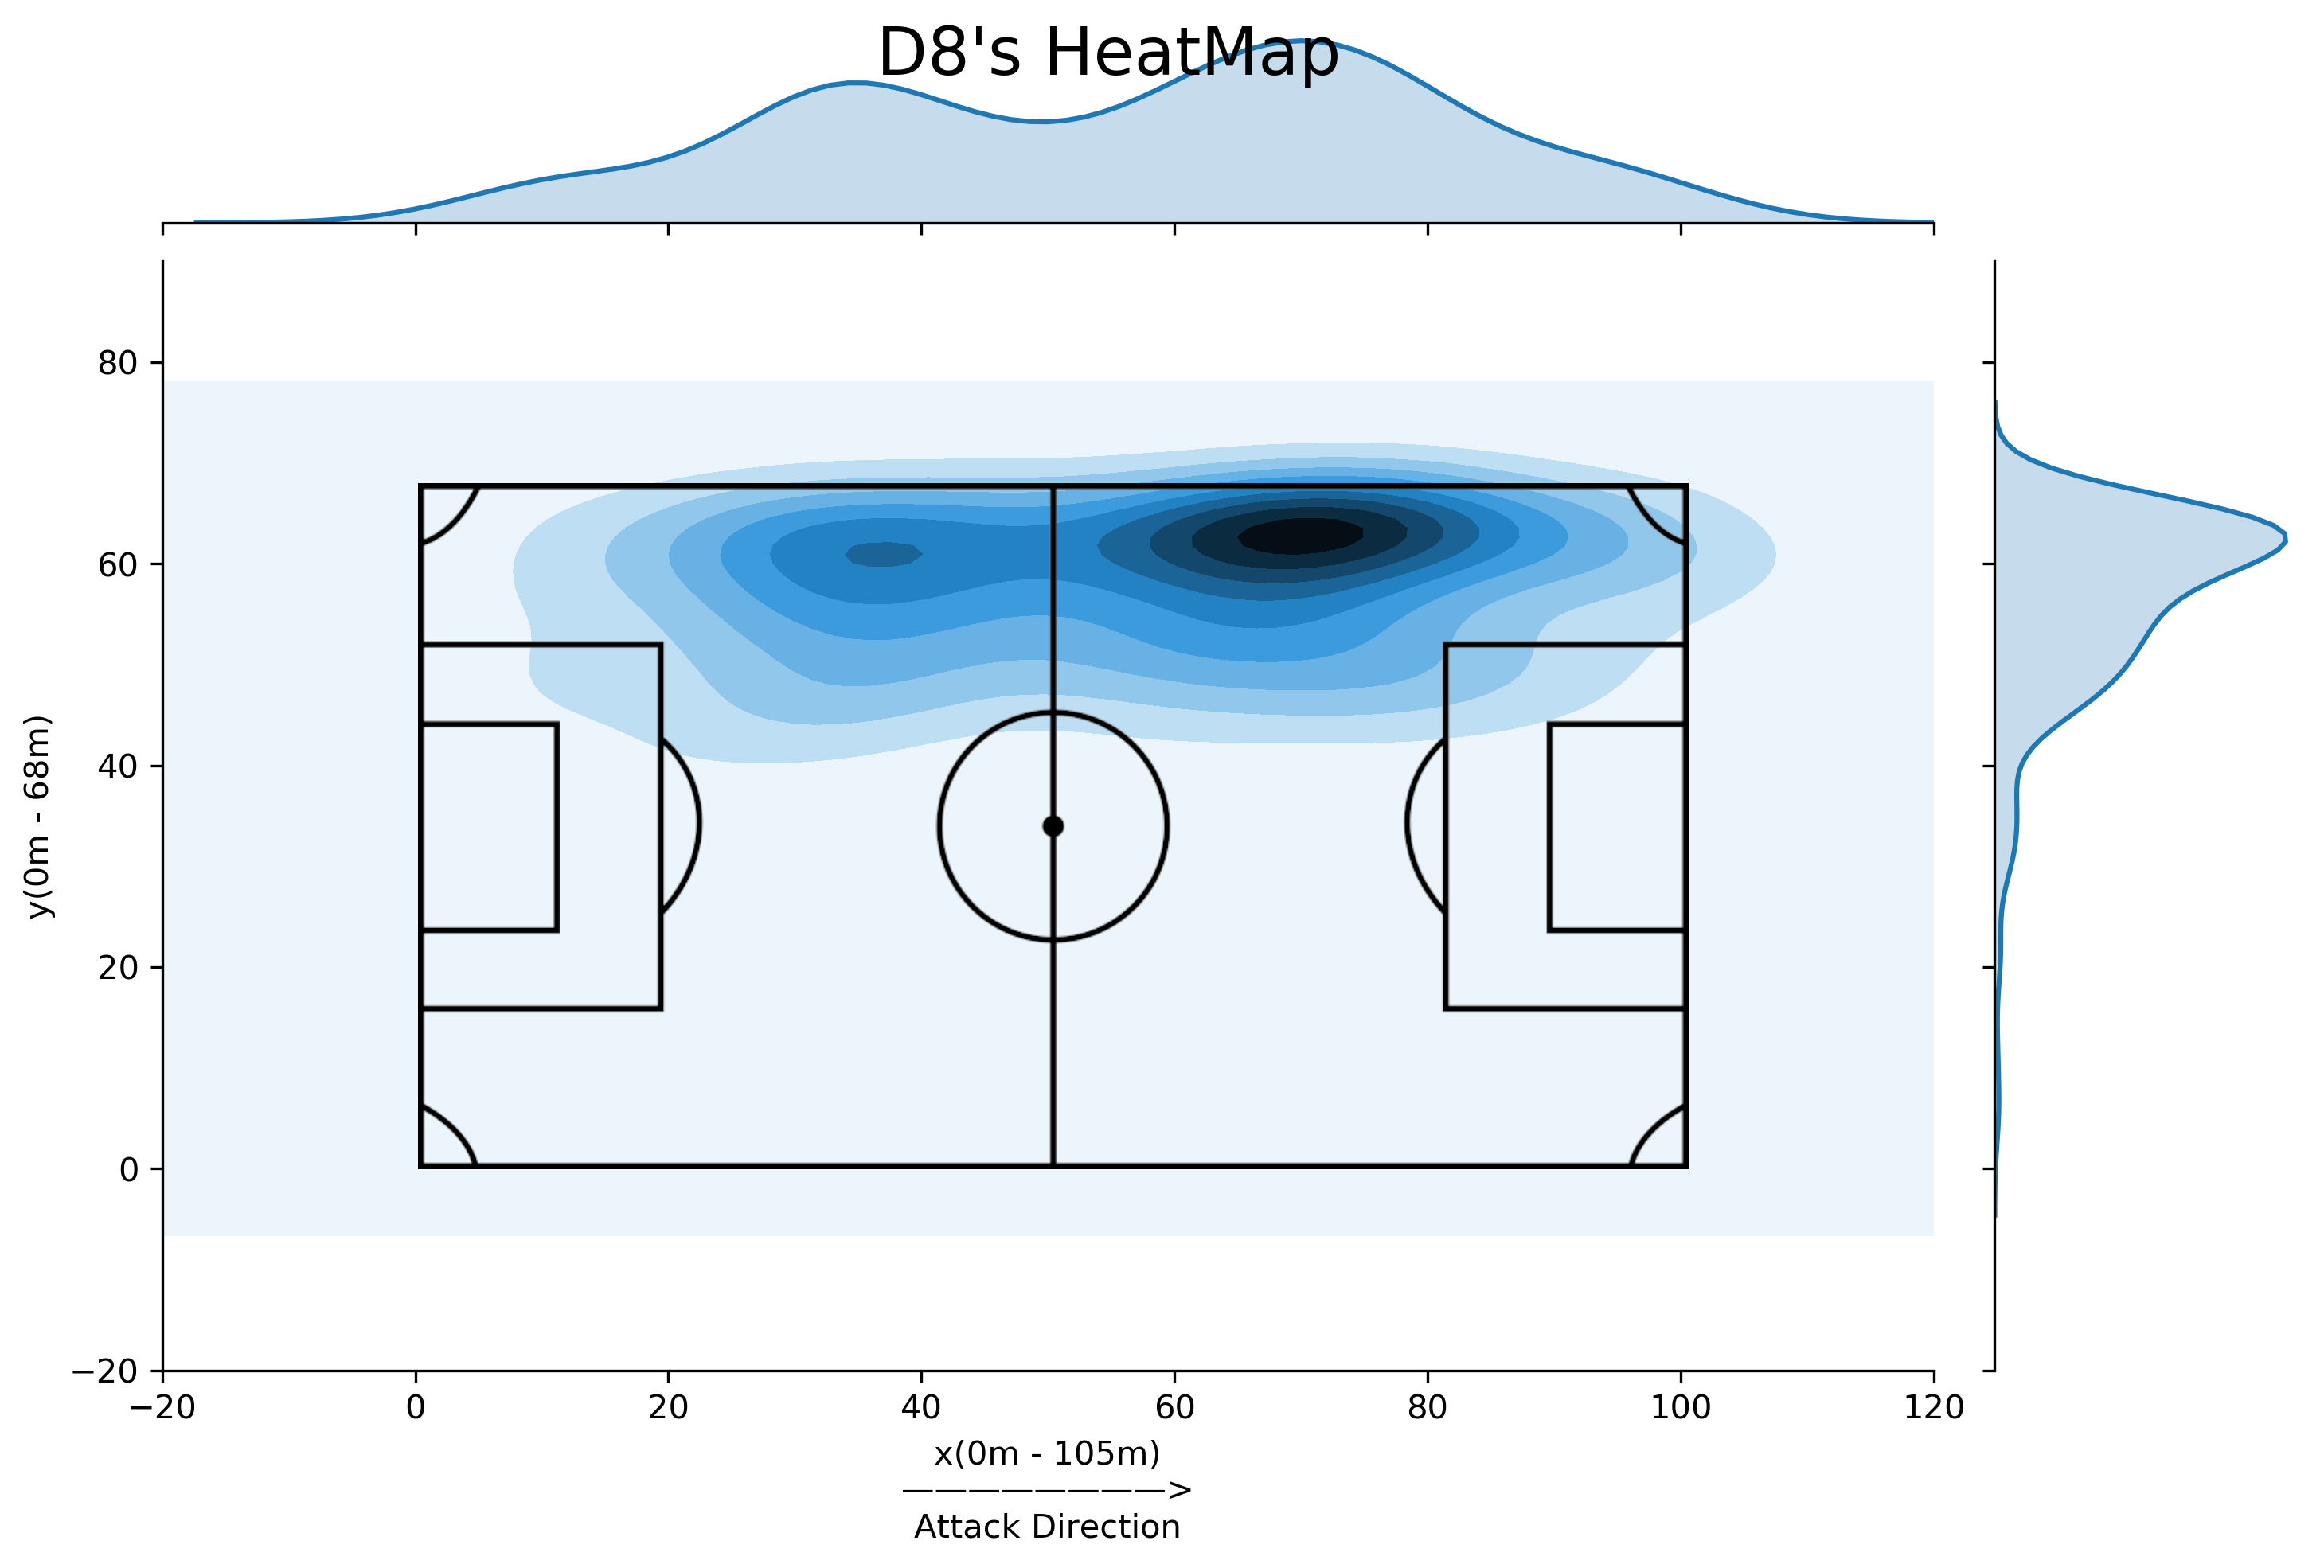 D8's HeatMap
80
60
40
20
0
−20
y(0m - 68m)
−20 0 20 40 60 80 100 120
x(0m - 105m)
————————>
Attack Direction